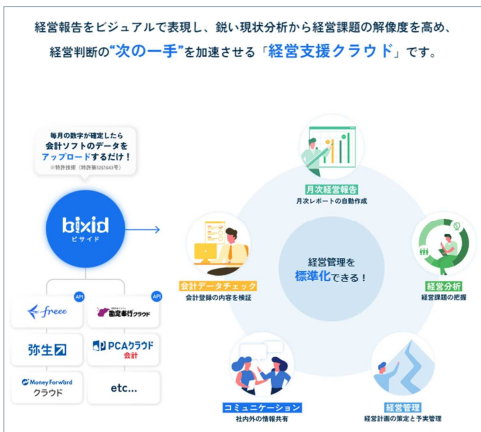 経営報告をビジュアルで表現し、鋭い現状分析から経営課題の解像度を高め、
経営判断の“次の一手”を加速させる「経営支援クラウド」です。
毎月の数字が確定したら
会計ソフトのデータを
アップロードするだけ！
bixid
ビサイド
API
freee
API
勘定奉行クラウド
弥生
PCAクラウド
会計
Money Forward
クラウド
etc...
月次経営報告
月次レポートの自動作成
会計データチェック
会計登録の内容を検証
経営管理を
標準化できる！
経営分析
経営課題の把握
コミュニケーション
社内外の情報共有
経営管理
経営計画の策定と予実管理